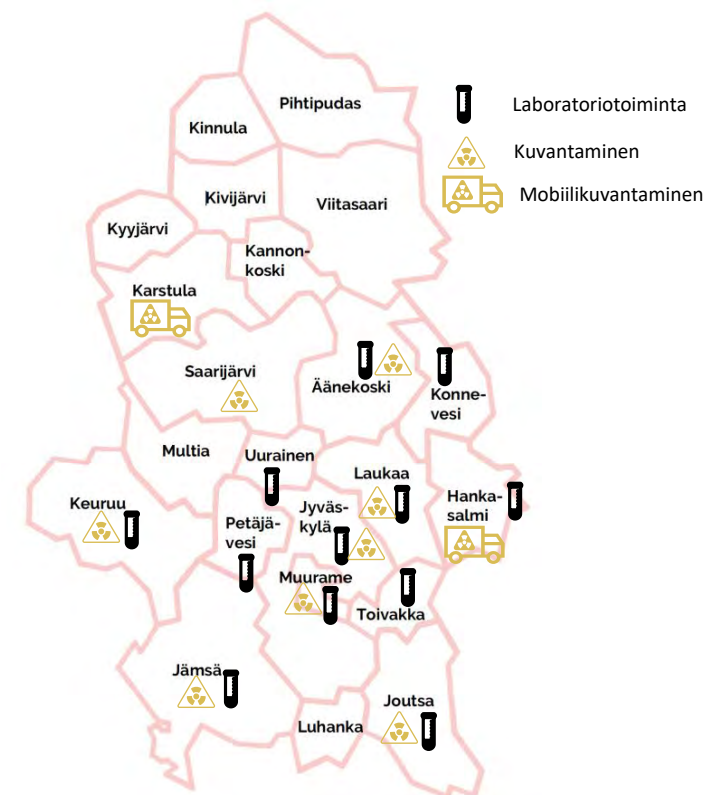 Pihtipudas
Laboratoriotoiminta
Kinnula
Kuvantaminen
Mobiilikuvantaminen
Kivijärvi
Viitasaari
Kyyjärvi
Kannon-
koski
Karstula
Saarijärvi
Äänekoski
Konne-
vesi
Multia
Uurainen
Laukaa
Keuruu
Hanka-
salmi
Jyväs-
kylä
Petäjä-
vesi
Muurame
Toivakka
Jämsä
Joutsa
Luhanka